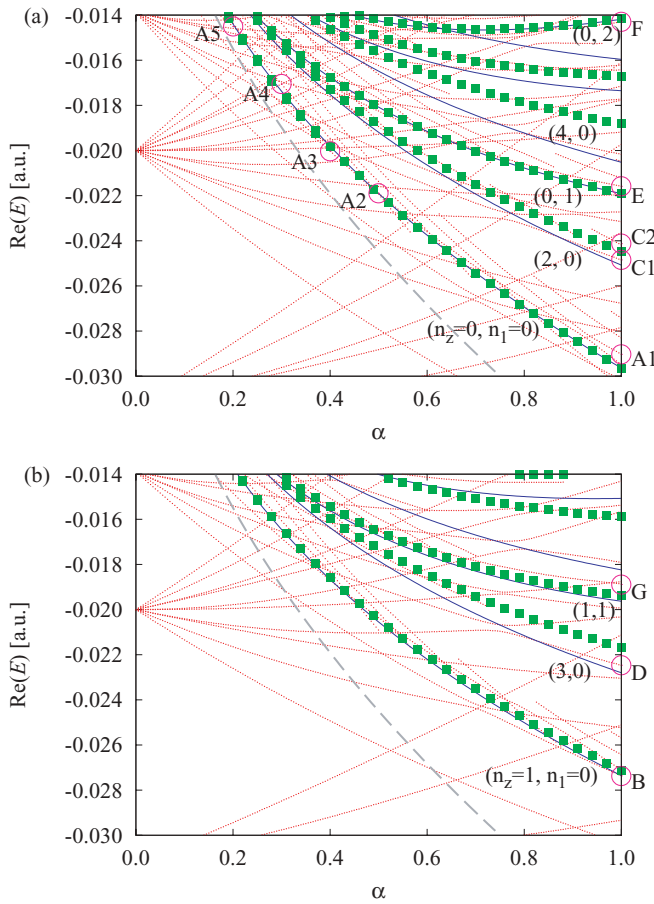 (a)
-0.014
-0.016
-0.018
-0.020
-0.022
-0.024
-0.026
-0.028
-0.030
Re(E) [a.u.]
0.0 0.2 0.4 0.6 0.8 1.0
α
A5
A4
A3
A2
(0, 2)
F
(4, 0)
(0, 1)
E
C2
(2, 0)
C1
(n_z=0, n_1=0)
A1
(b)
-0.014
-0.016
-0.018
-0.020
-0.022
-0.024
-0.026
-0.028
-0.030
Re(E) [a.u.]
0.0 0.2 0.4 0.6 0.8 1.0
α
G
(1,1)
(3,0)
D
(n_z=1, n_1=0)
B